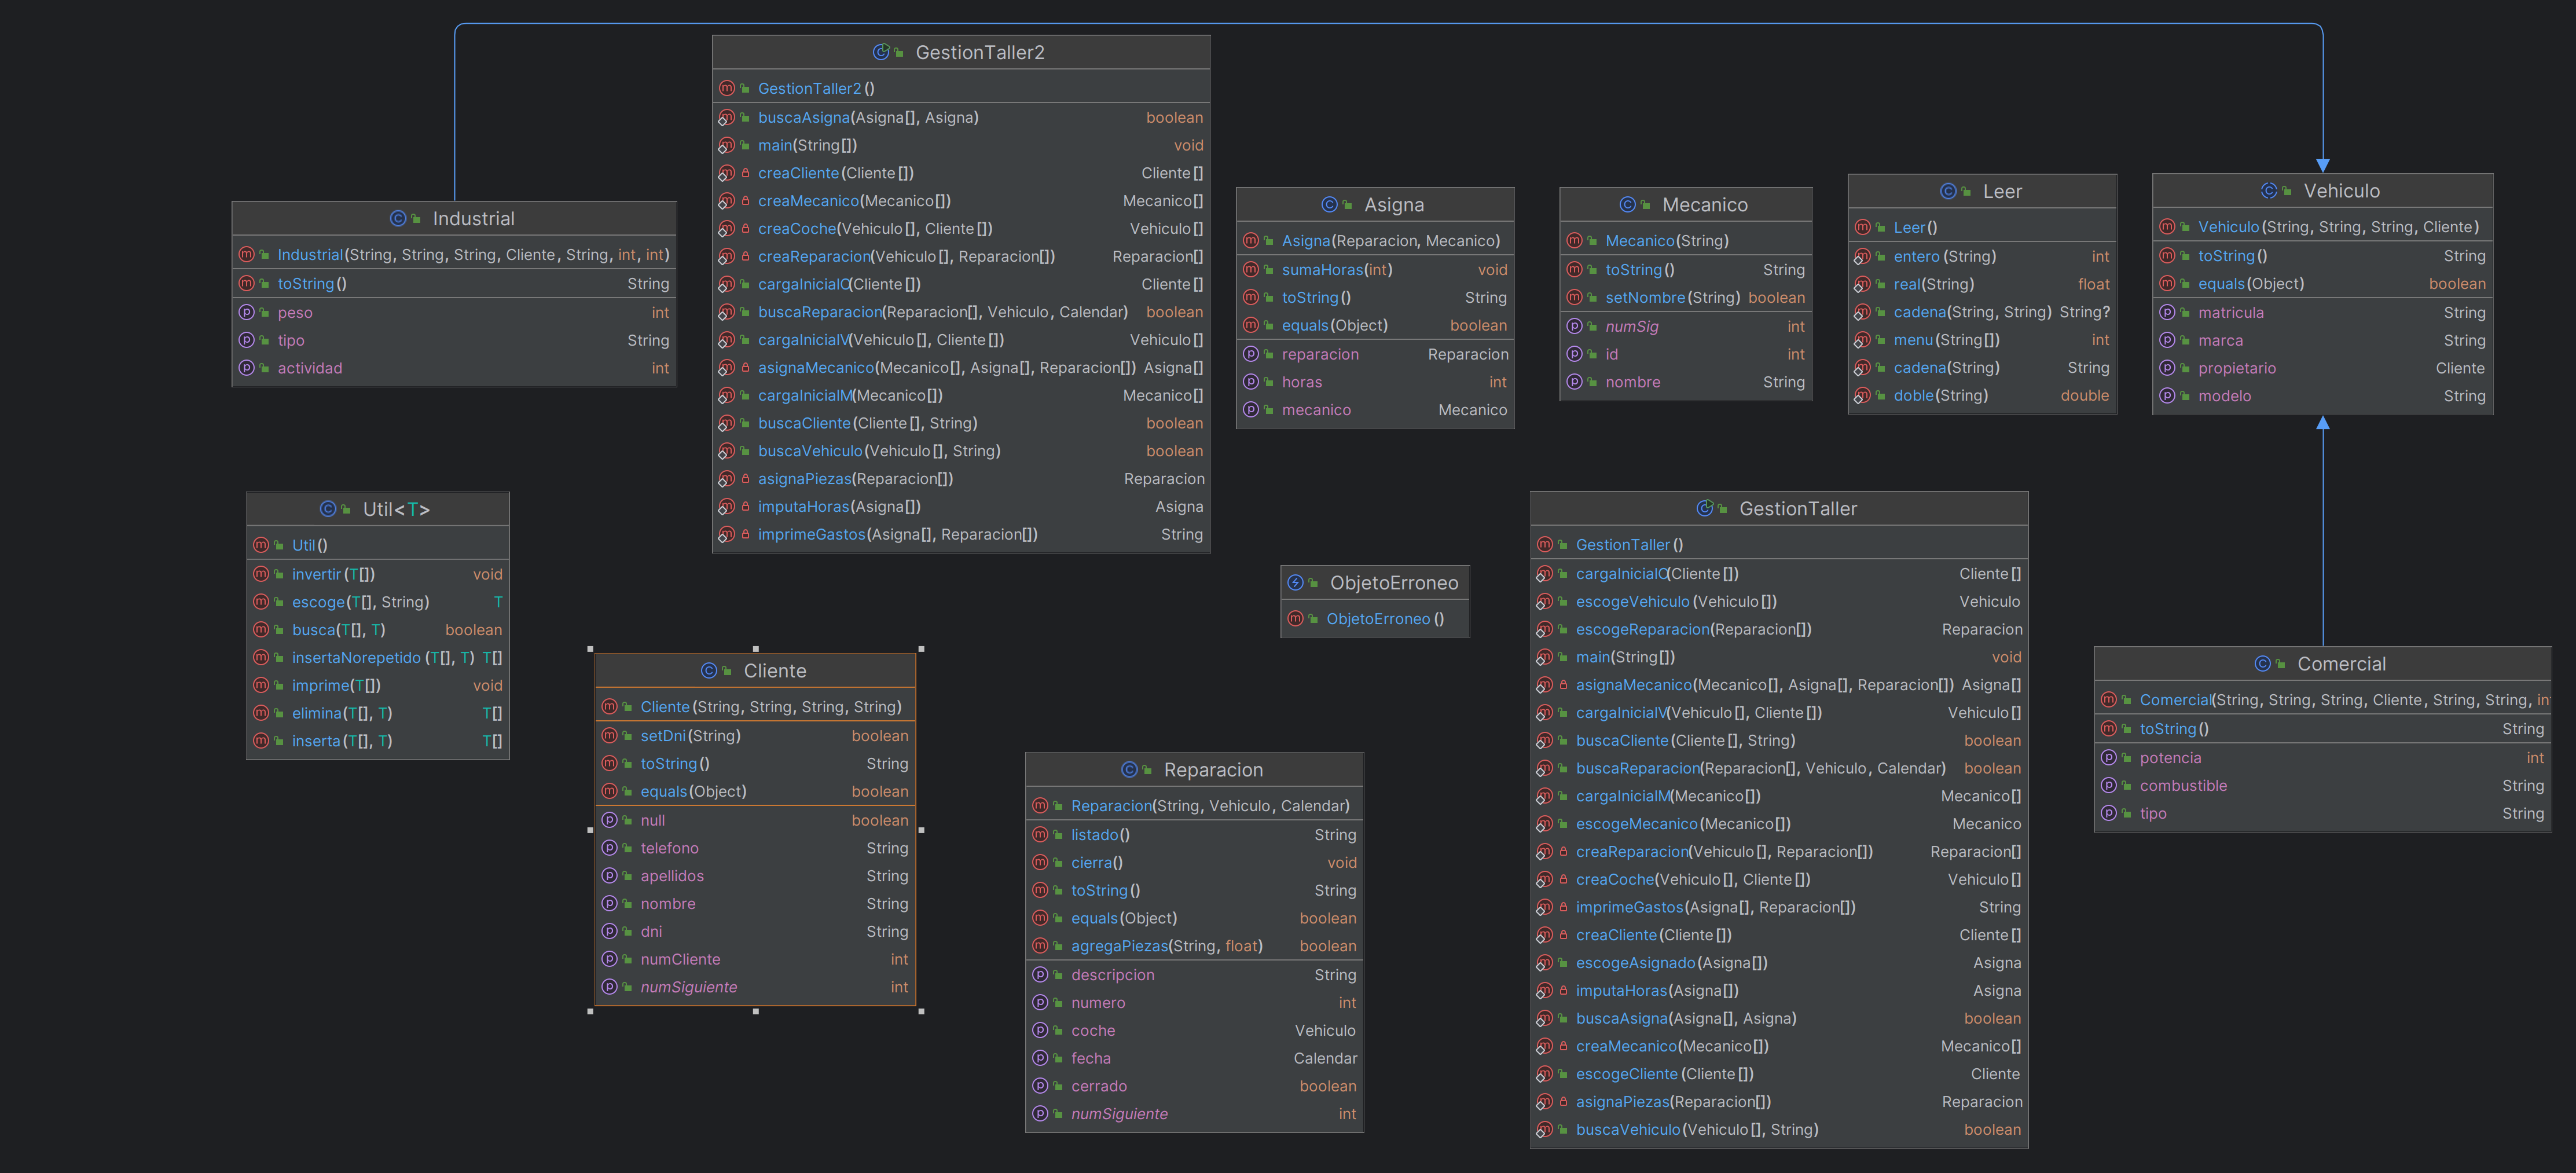 GestionTaller2
GestionTaller2()
buscaAsigna(Asigna[], Asigna) boolean
main(String[]) void
creaCliente(Cliente[]) Cliente[]
creaMecanico(Mecanico[]) Mecanico[]
creaCoche(Vehiculo[], Cliente[]) Vehiculo[]
creaReparacion(Vehiculo[], Reparacion[]) Reparacion[]
cargaInicialC(Cliente[]) Cliente[]
buscaReparacion(Reparacion[], Vehiculo, Calendar) boolean
cargaInicialV(Vehiculo[], Cliente[]) Vehiculo[]
asignaMecanico(Mecanico[], Asigna[], Reparacion[]) Asigna[]
cargaInicialM(Mecanico[]) Mecanico[]
buscaCliente(Cliente[], String) boolean
buscaVehiculo(Vehiculo[], String) boolean
asignaPiezas(Reparacion[]) Reparacion
imputaHoras(Asigna[]) Asigna
imprimeGastos(Asigna[], Reparacion[]) String
Industrial
Industrial(String, String, String, Cliente, String, int, int)
toString() String
peso int
tipo String
actividad int
Asigna
Asigna(Reparacion, Mecanico)
sumaHoras(int) void
toString() String
equals(Object) boolean
reparacion Reparacion
horas int
mecanico Mecanico
Mecanico
Mecanico(String)
toString() String
setNombre(String) boolean
numSig int
id int
nombre String
Leer
Leer()
entero(String) int
real(String) float
cadena(String, String) String?
menu(String[]) int
cadena(String) String
doble(String) double
Vehiculo
Vehiculo(String, String, String, Cliente)
toString() String
equals(Object) boolean
matricula String
marca String
propietario Cliente
modelo String
Util<T>
Util()
invertir(T[]) void
escoge(T[], String) T
busca(T[], T) boolean
insertaNorepetido(T[], T) T[]
imprime(T[]) void
elimina(T[], T) T[]
inserta(T[], T) T[]
Cliente
Cliente(String, String, String, String)
setDni(String) boolean
toString() String
equals(Object) boolean
null boolean
telefono String
apellidos String
nombre String
dni String
numCliente int
numSiguiente int
ObjetoErroneo
ObjetoErroneo()
Reparacion
Reparacion(String, Vehiculo, Calendar)
listado() String
cierra() void
toString() String
equals(Object) boolean
agregaPiezas(String, float) boolean
descripcion String
numero int
coche Vehiculo
fecha Calendar
cerrado boolean
numSiguiente int
GestionTaller
GestionTaller()
cargaInicialC(Cliente[]) Cliente[]
escogeVehiculo(Vehiculo[]) Vehiculo
escogeReparacion(Reparacion[]) Reparacion
main(String[]) void
asignaMecanico(Mecanico[], Asigna[], Reparacion[]) Asigna[]
cargaInicialV(Vehiculo[], Cliente[]) Vehiculo[]
buscaCliente(Cliente[], String) boolean
buscaReparacion(Reparacion[], Vehiculo, Calendar) boolean
cargaInicialM(Mecanico[]) Mecanico[]
escogeMecanico(Mecanico[]) Mecanico
creaReparacion(Vehiculo[], Reparacion[]) Reparacion[]
creaCoche(Vehiculo[], Cliente[]) Vehiculo[]
imprimeGastos(Asigna[], Reparacion[]) String
creaCliente(Cliente[]) Cliente[]
escogeAsignado(Asigna[]) Asigna
imputaHoras(Asigna[]) Asigna
buscaAsigna(Asigna[], Asigna) boolean
creaMecanico(Mecanico[]) Mecanico[]
escogeCliente(Cliente[]) Cliente
asignaPiezas(Reparacion[]) Reparacion
buscaVehiculo(Vehiculo[], String) boolean
Comercial
Comercial(String, String, String, Cliente, String, String, in
toString() String
potencia int
combustible String
tipo String